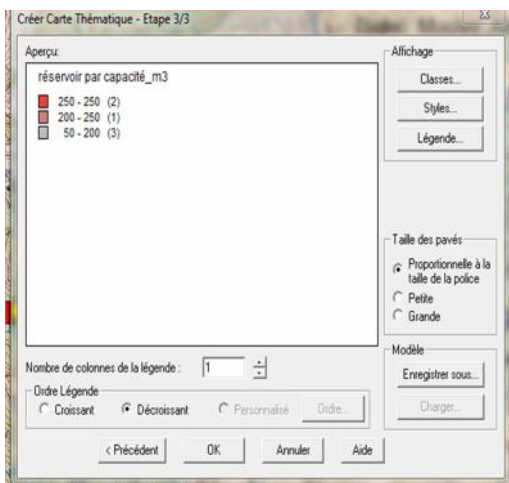 Créer Carte Thématique - Etape 3/3
Aperçu:
réservoir par capacité_m3
250 - 250 (2)
200 - 250 (1)
50 - 200 (3)
Affichage
Classes...
Styles...
Légende...
Taille des pavés
Proportionnelle à la
taille de la police
Petite
Grande
Nombre de colonnes de la légende :
1
Ordre Légende
Croissant
Décroissant
Personnalisé
Ordre...
Modèle
Enregistrer sous...
Charger...
< Précédent
OK
Annuler
Aide